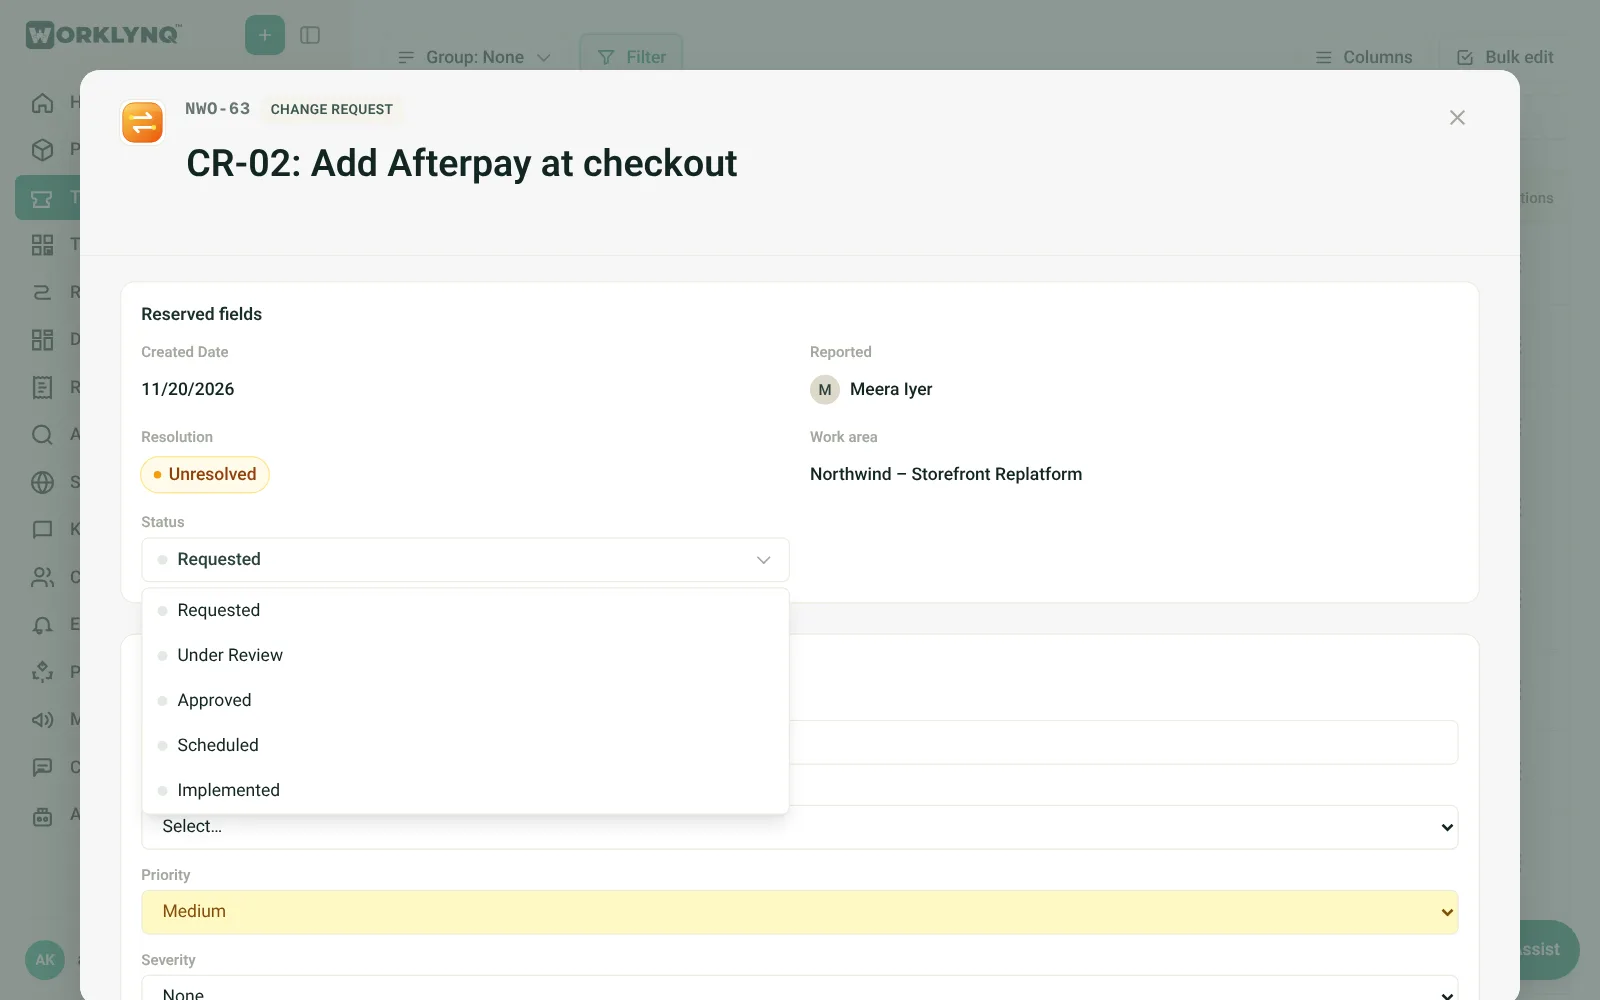 WORKLYNQ™
Group: None
Filter
Columns
Bulk edit
NWO-63
CHANGE REQUEST
CR-02: Add Afterpay at checkout
Reserved fields
Created Date
11/20/2026
Reported
M
Meera Iyer
Resolution
Unresolved
Work area
Northwind – Storefront Replatform
Status
Requested
Requested
Under Review
Approved
Scheduled
Implemented
Select...
Priority
Medium
Severity
None
AK